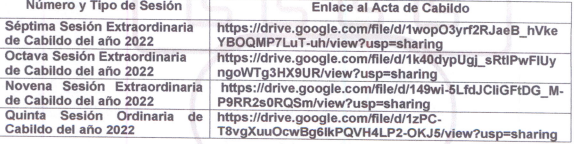 Número y Tipo de Sesión Enlace al Acta de Cabildo
Séptima Sesión Extraordinaria https://drive.google.com/file/d/1wopO3yrf2RJaeB_hVke
de Cabildo del año 2022 YBOQMP7LuT-uh/view?usp=sharing
Octava Sesión Extraordinaria https://drive.google.com/file/d/1k40dypUgj_sRtIPwFIUy
de Cabildo del año 2022 ngoWTg3HX9UR/view?usp=sharing
Novena Sesión Extraordinaria https://drive.google.com/file/d/149wi-5LfdJCliGFtDG_M-
de Cabildo del año 2022 P9RR2s0RQSm/view?usp=sharing
Quinta Sesión Ordinaria de https://drive.google.com/file/d/1zPC-
Cabildo del año 2022 T8vgXuuOcwBg6lkPQVH4LP2-OKJ5/view?usp=sharing